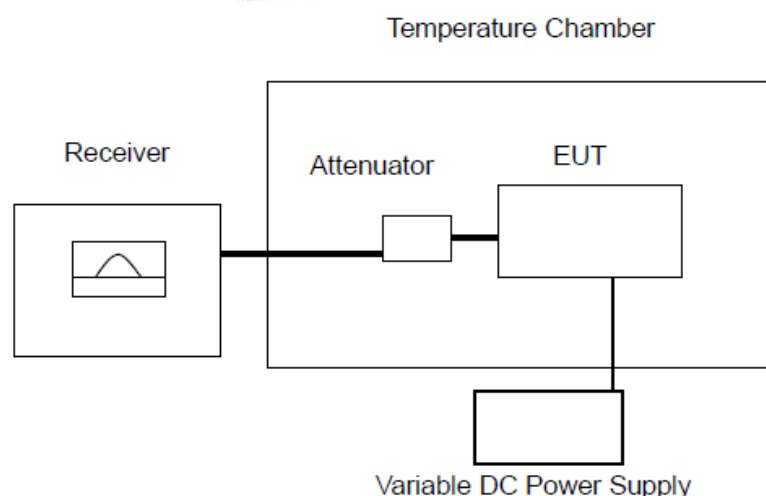 Temperature Chamber
Receiver
Attenuator
EUT
Variable DC Power Supply